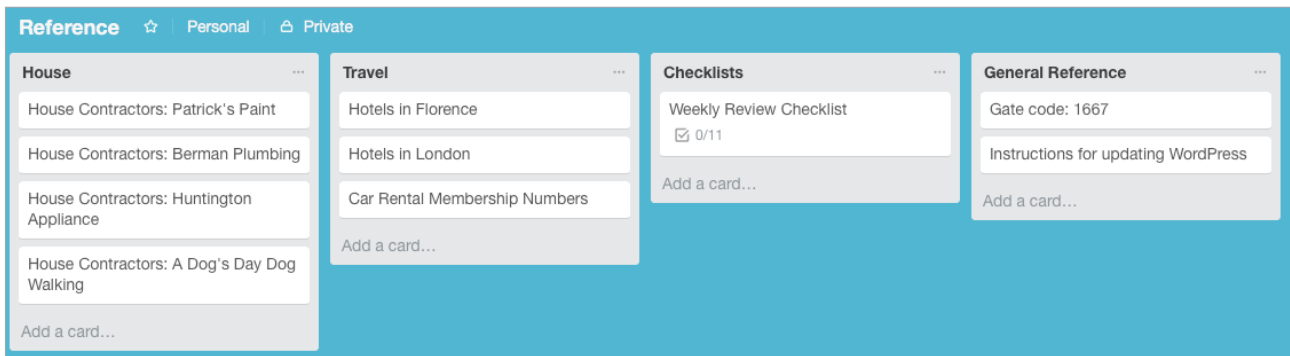 Reference Personal Private
House
House Contractors: Patrick's Paint
House Contractors: Berman Plumbing
House Contractors: Huntington
Appliance
House Contractors: A Dog's Day Dog
Walking
Add a card…
Travel
Hotels in Florence
Hotels in London
Car Rental Membership Numbers
Add a card…
Checklists
Weekly Review Checklist
0/11
Add a card…
General Reference
Gate code: 1667
Instructions for updating WordPress
Add a card…